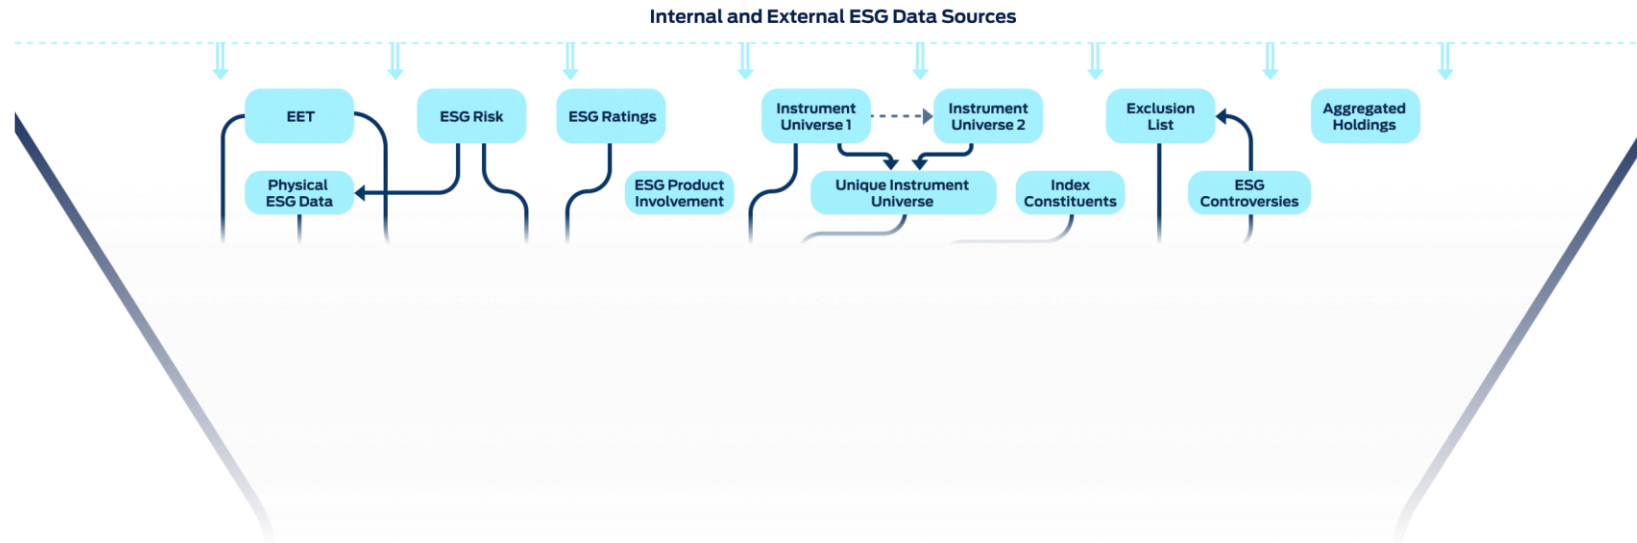 Internal and External ESG Data Sources
EET
ESG Risk
ESG Ratings
Instrument
Universe 1
Instrument
Universe 2
Exclusion
List
Aggregated
Holdings
Physical
ESG Data
ESG Product
Involvement
Unique Instrument
Universe
Index
Constituents
ESG
Controversies